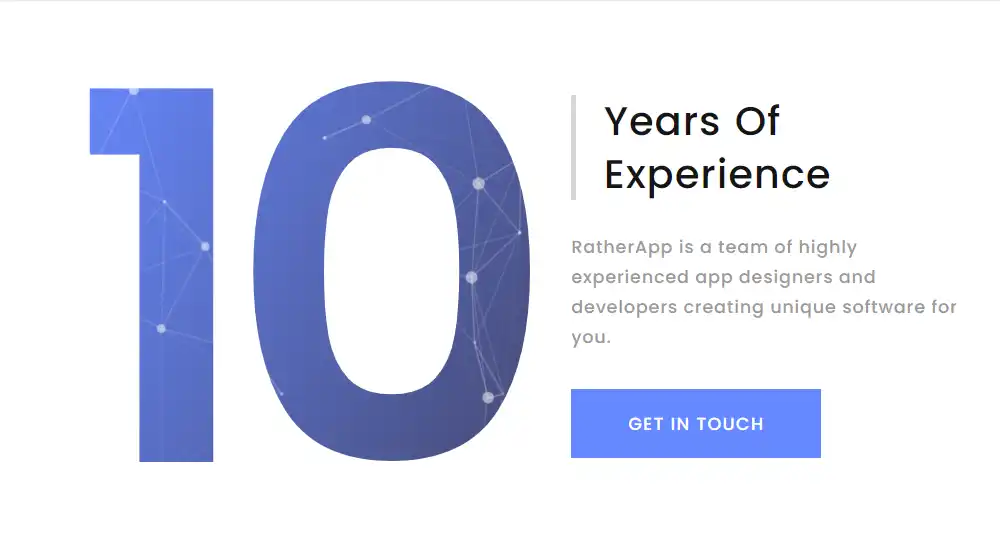 10
Years Of
Experience
RatherApp is a team of highly
experienced app designers and
developers creating unique software for
you.
GET IN TOUCH